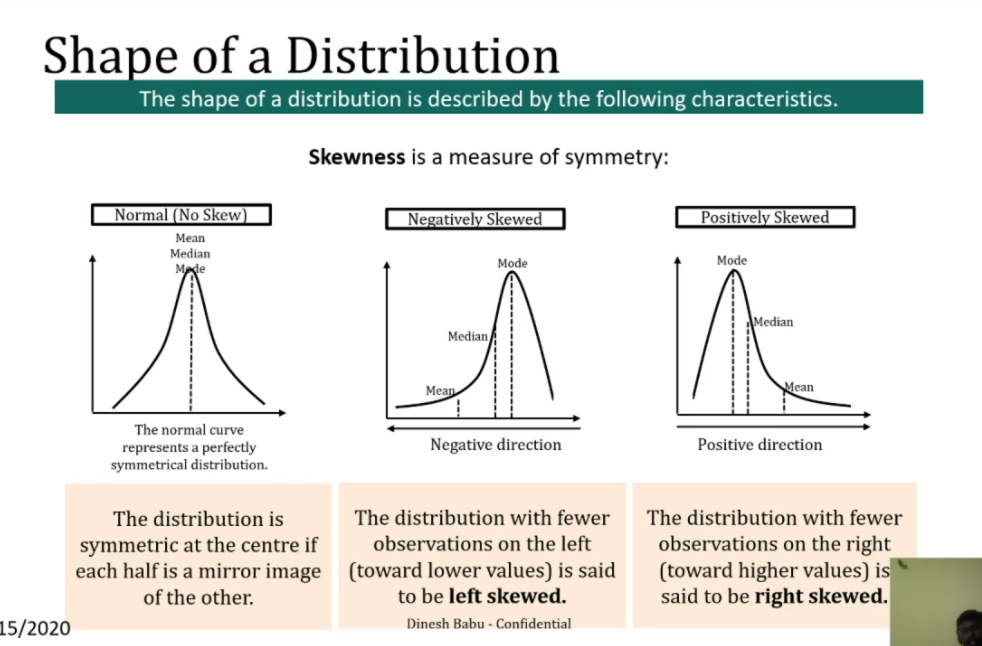 Shape of a Distribution
The shape of a distribution is described by the following characteristics.
Skewness is a measure of symmetry:
Normal (No Skew)
Mean
Median
Mode
The normal curve
represents a perfectly
symmetrical distribution.
Negatively Skewed
Mode
Median
Mean
Negative direction
Positively Skewed
Mode
Median
Mean
Positive direction
The distribution is
symmetric at the centre if
each half is a mirror image
of the other.
The distribution with fewer
observations on the left
(toward lower values) is said
to be left skewed.
The distribution with fewer
observations on the right
(toward higher values) is
said to be right skewed.
15/2020
Dinesh Babu - Confidential